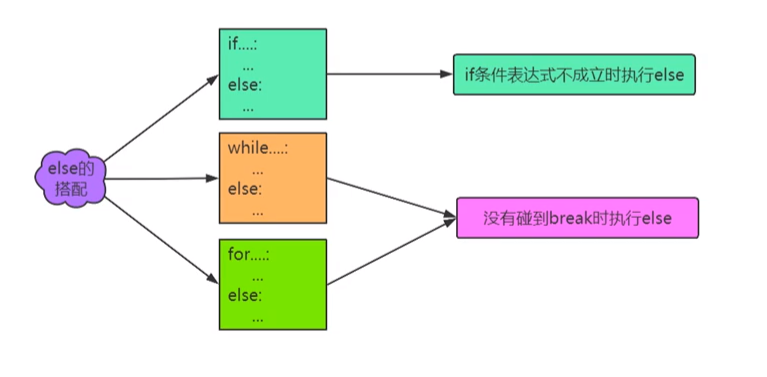 else的
搭配
if....:
...
else:
...
if条件表达式不成立时执行else
while....:
...
else:
...
没有碰到break时执行else
for....:
...
else:
...